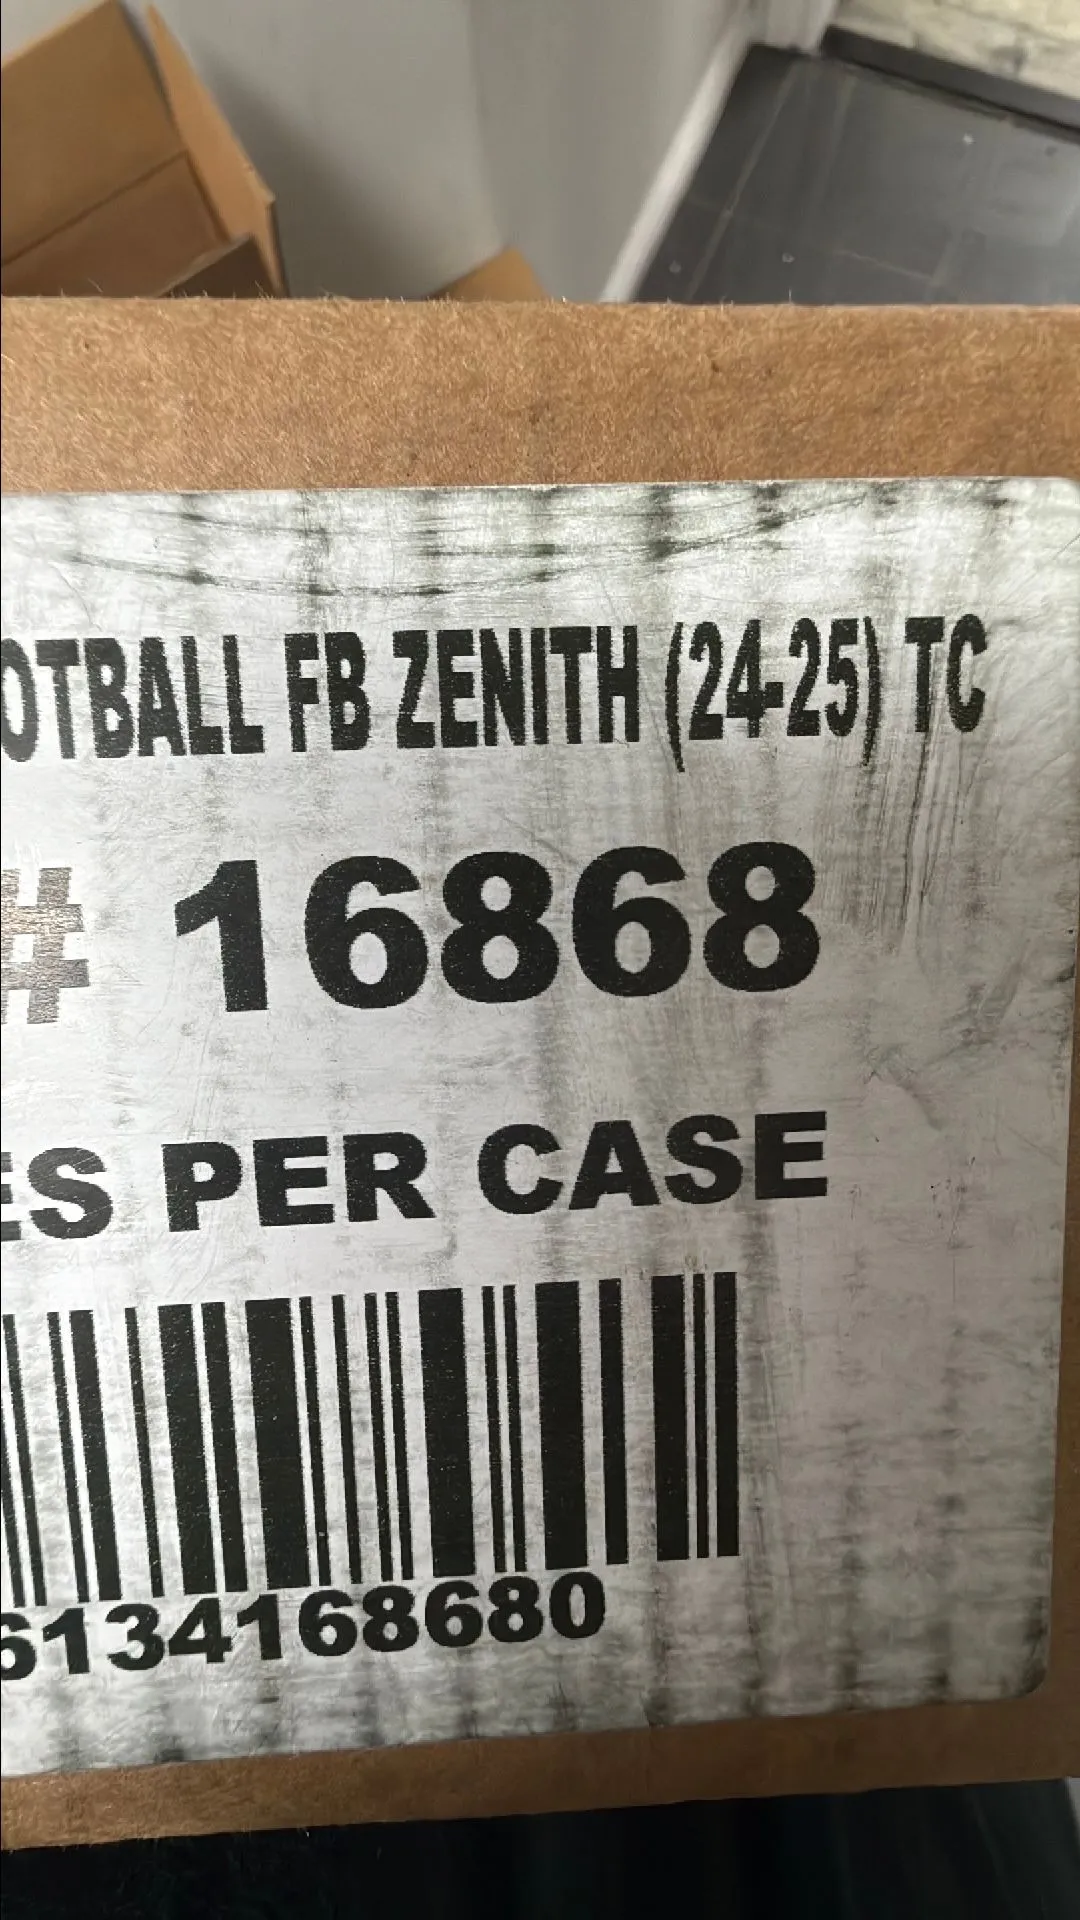 OTBALL FB ZENITH (24-25) TC
# 16868
ES PER CASE
6134168680